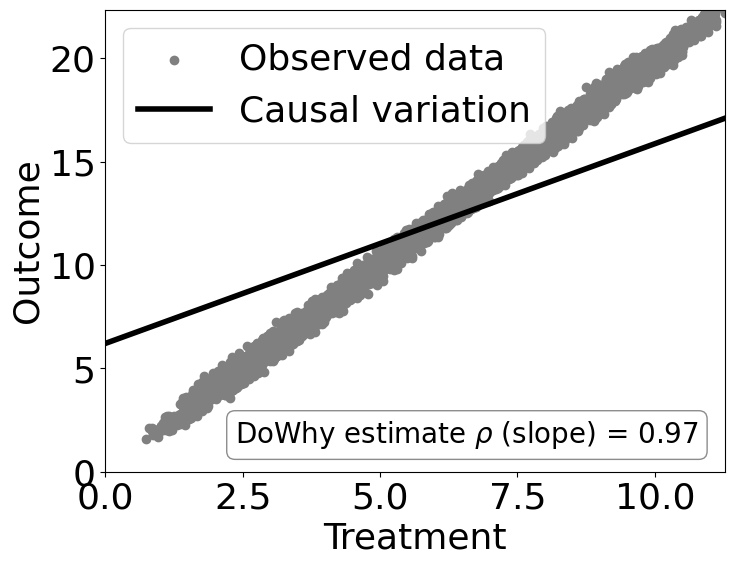 Observed data
Causal variation
20
15
10
5
0
Outcome
DoWhy estimate ρ (slope) = 0.97
0.0 2.5 5.0 7.5 10.0
Treatment